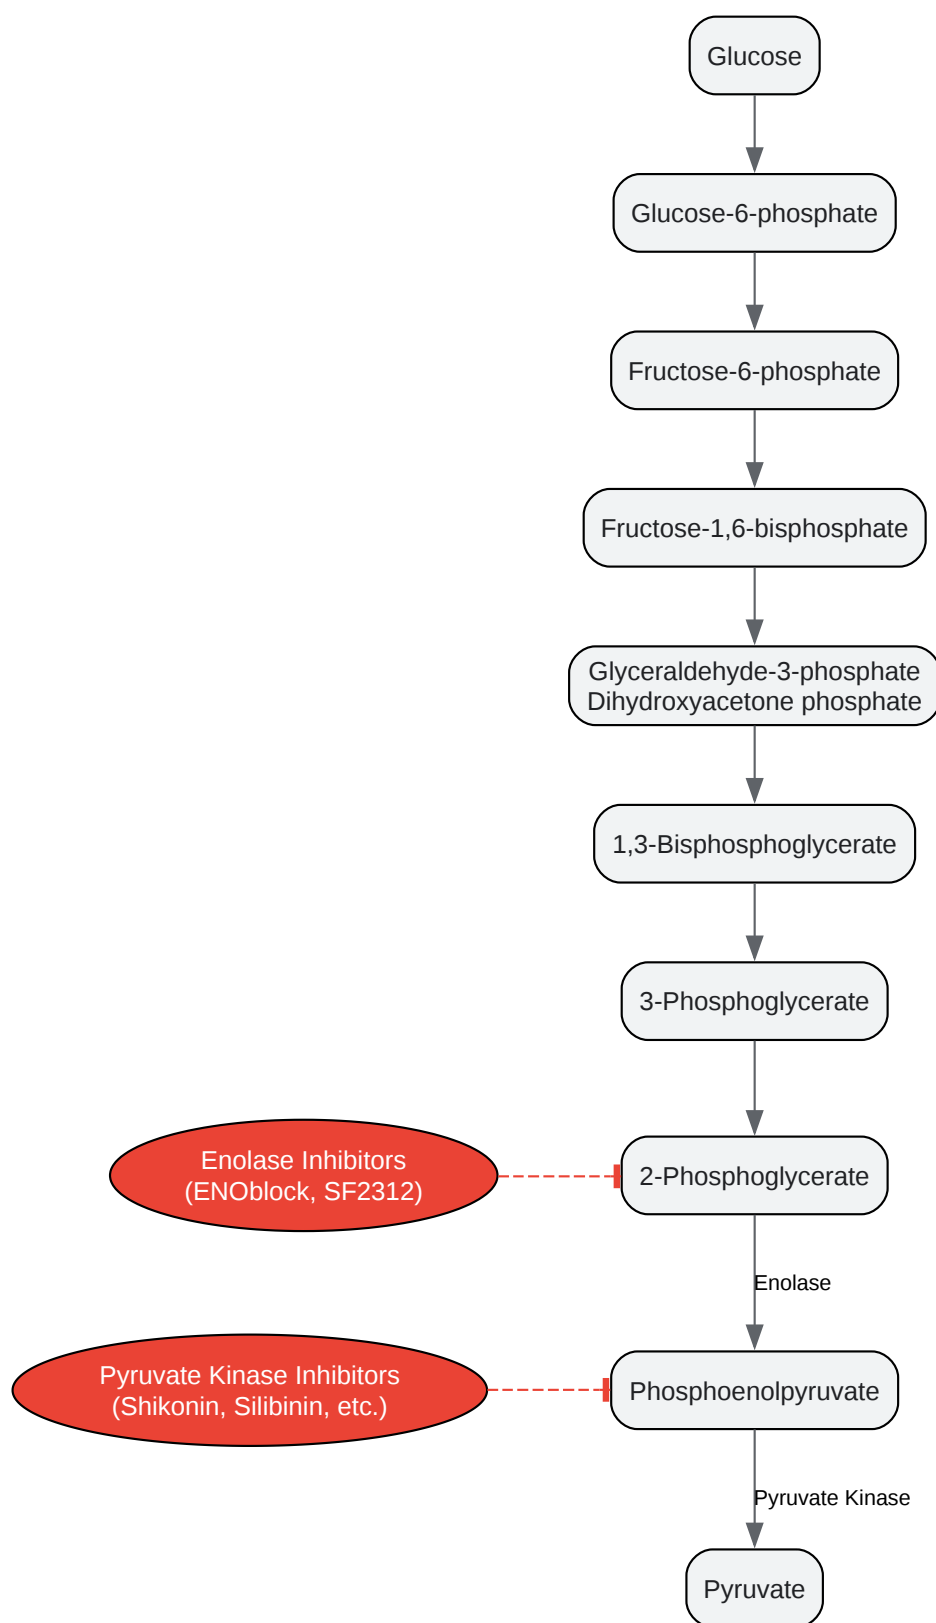 Glucose
Glucose-6-phosphate
Fructose-6-phosphate
Fructose-1,6-bisphosphate
Glyceraldehyde-3-phosphate
Dihydroxyacetone phosphate
1,3-Bisphosphoglycerate
3-Phosphoglycerate
Enolase Inhibitors
(ENOblock, SF2312)
2-Phosphoglycerate
Enolase
Pyruvate Kinase Inhibitors
(Shikonin, Silibinin, etc.)
Phosphoenolpyruvate
Pyruvate Kinase
Pyruvate